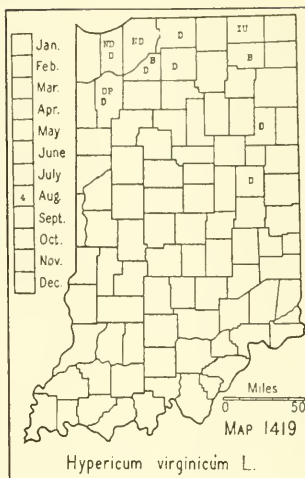 Jan.
Feb.
Mar.
Apr.
May
June
July
4 Aug.
Sept.
Oct.
Nov.
Dec.
ND ND D IU
D B D B
D
DP
D D
D
Miles
0 50
MAP 1419
Hypericum virginicum L.